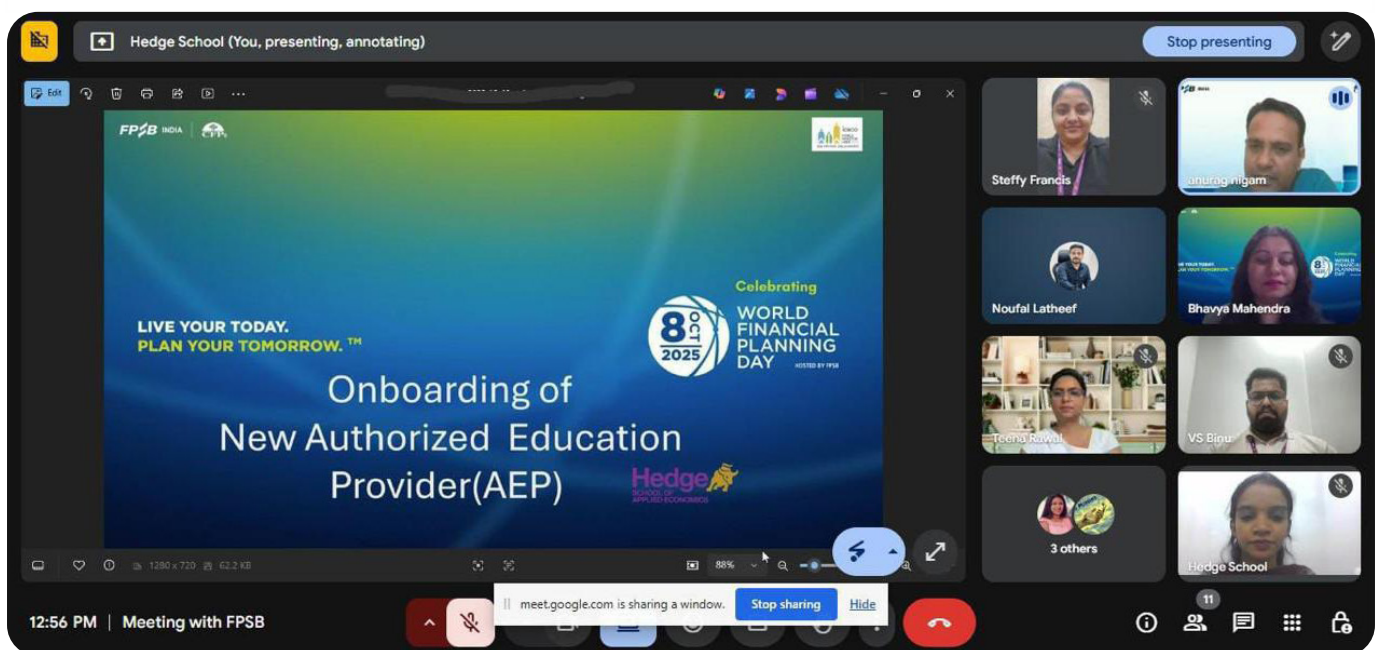 Hedge School (You, presenting, annotating)
Stop presenting
Edit
FPSB INDIA
CFP
LIVE YOUR TODAY.
PLAN YOUR TOMORROW. ™
8 OCT
2025
Celebrating
WORLD
FINANCIAL
PLANNING
DAY
HOSTED BY FPSB
Onboarding of
New Authorized Education
Provider(AEP)
Hedge
SCHOOL OF
APPLIED ECONOMICS
1280 x 720
62.2 KB
88%
Steffy Francis
anurag nigam
Noufal Latheef
Bhavya Mahendra
Teena Rawal
VS Binu
3 others
Hedge School
meet.google.com is sharing a window.
Stop sharing
Hide
12:56 PM | Meeting with FPSB
11